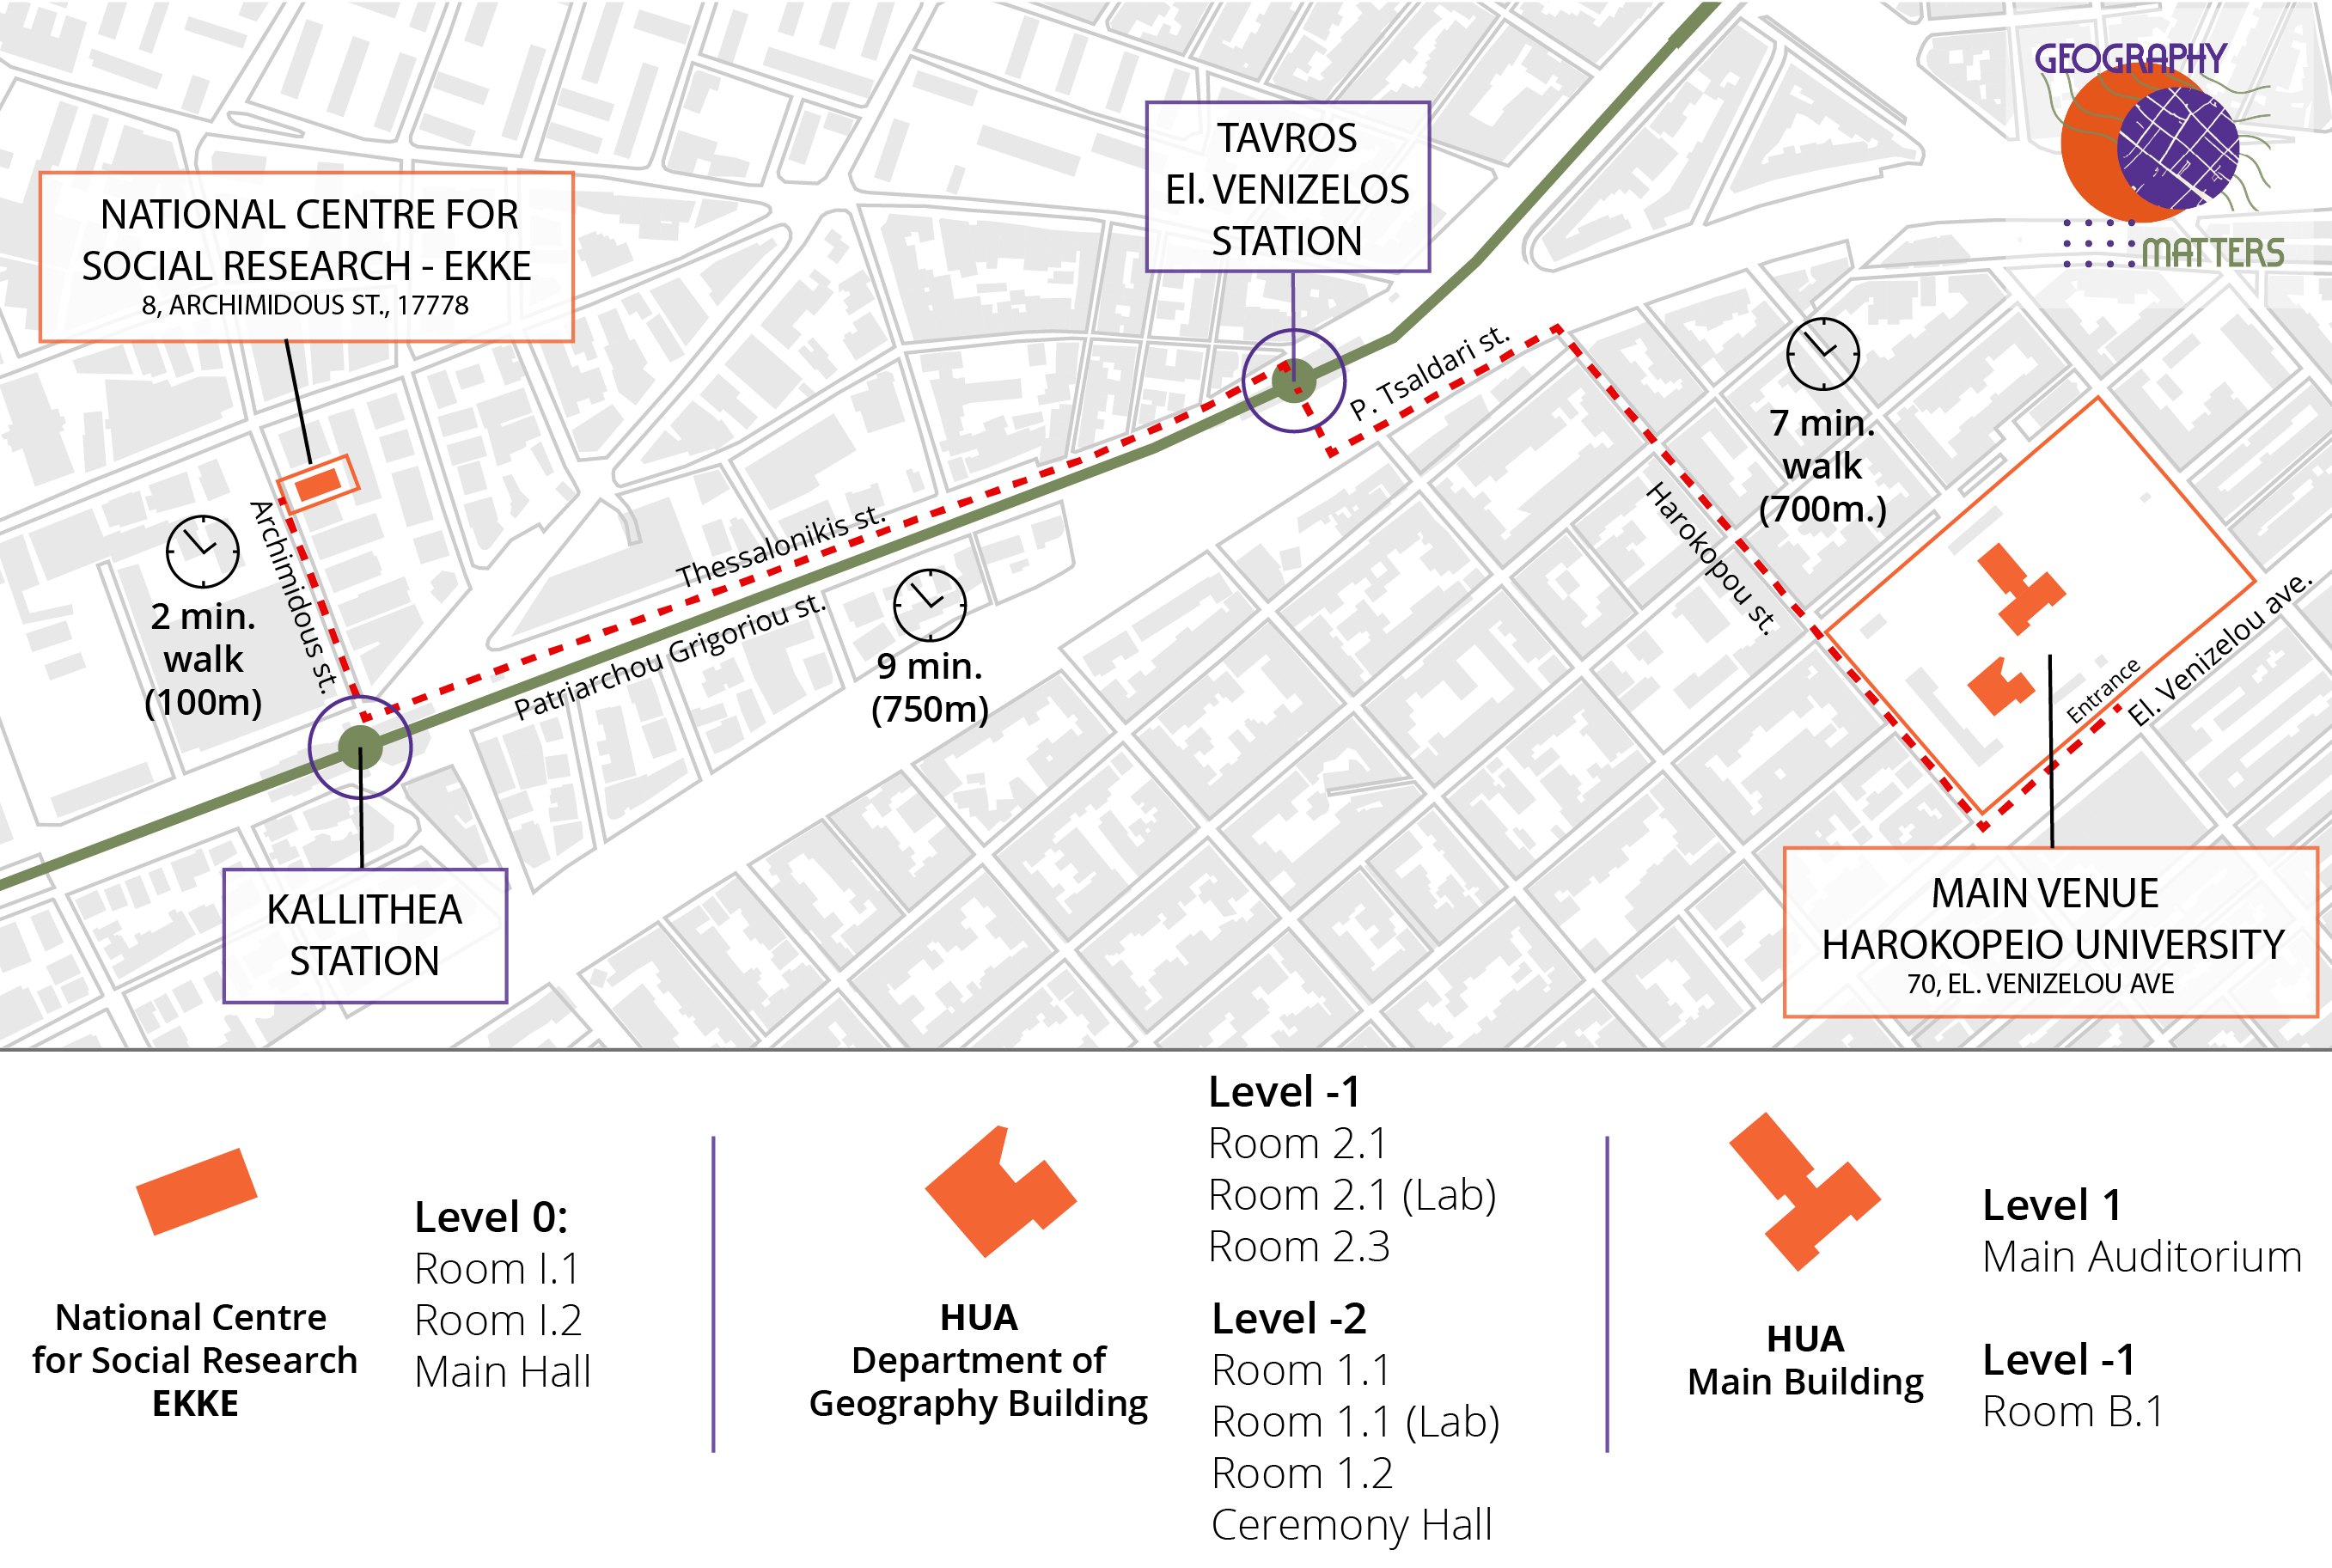 GEOGRAPHY
MATTERS
TAVROS
El. VENIZELOS
STATION
NATIONAL CENTRE FOR
SOCIAL RESEARCH - EKKE
8, ARCHIMIDOUS ST., 17778
P. Tsaldari st.
7 min.
walk
(700m.)
Harokopou st.
Archimidous st.
2 min.
walk
(100m)
Thessalonikis st.
Patriarchou Grigoriou st.
9 min.
(750m)
Entrance
El. Venizelou ave.
KALLITHEA
STATION
MAIN VENUE
HAROKOPEIO UNIVERSITY
70, EL. VENIZELOU AVE
National Centre
for Social Research
EKKE
Level 0:
Room I.1
Room I.2
Main Hall
HUA
Department of
Geography Building
Level -1
Room 2.1
Room 2.1 (Lab)
Room 2.3
Level -2
Room 1.1
Room 1.1 (Lab)
Room 1.2
Ceremony Hall
HUA
Main Building
Level 1
Main Auditorium
Level -1
Room B.1